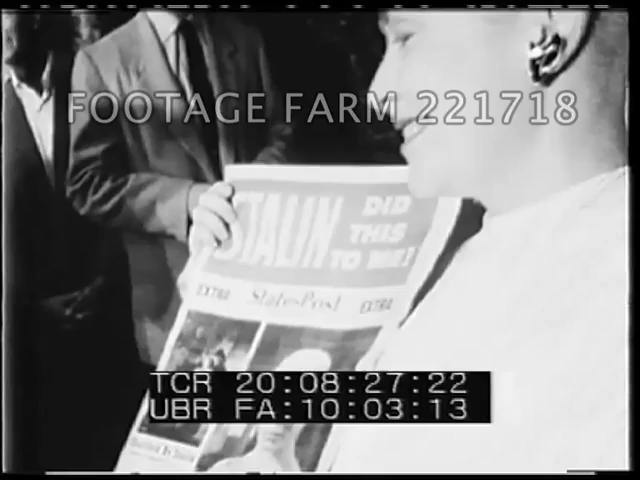 FOOTAGE FARM 221718
STALIN
DID
THIS
TO ME!
EXTRA
States-Post
EXTRA
TCR 20:08:27:22
UBR FA:10:03:13